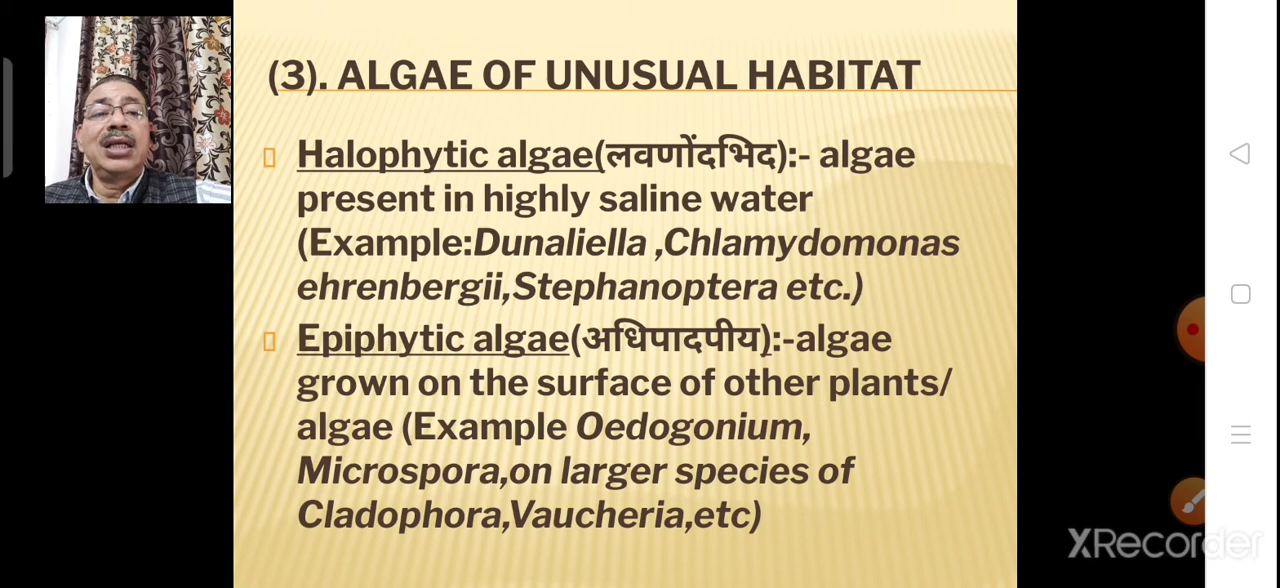 (3). ALGAE OF UNUSUAL HABITAT
Halophytic algae(लवणोंदभिद):- algae
present in highly saline water
(Example:Dunaliella ,Chlamydomonas
ehrenbergii,Stephanoptera etc.)
Epiphytic algae(अधिपादपीय):-algae
grown on the surface of other plants/
algae (Example Oedogonium,
Microspora,on larger species of
Cladophora,Vaucheria,etc)
XRecorder